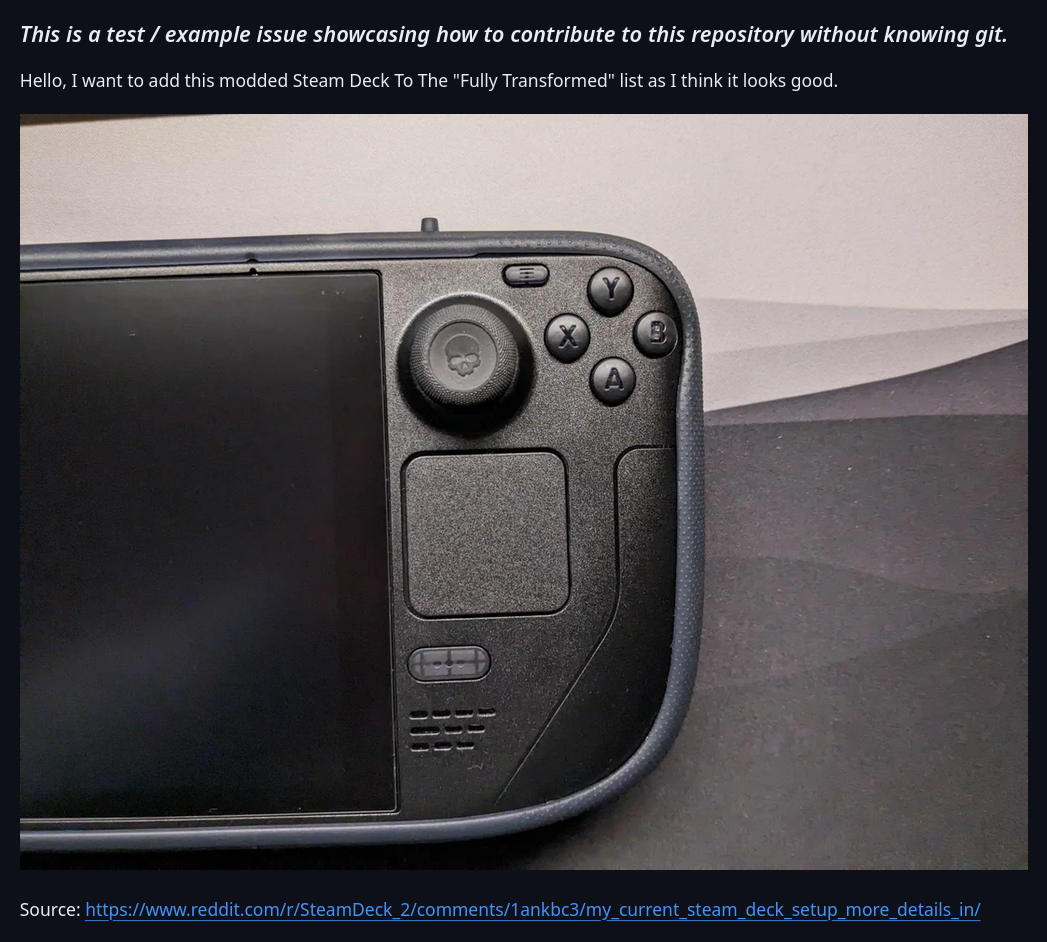 This is a test / example issue showcasing how to contribute to this repository without knowing git.
Hello, I want to add this modded Steam Deck To The "Fully Transformed" list as I think it looks good.
Y
X
B
A
Source: https://www.reddit.com/r/SteamDeck_2/comments/1ankbc3/my_current_steam_deck_setup_more_details_in/